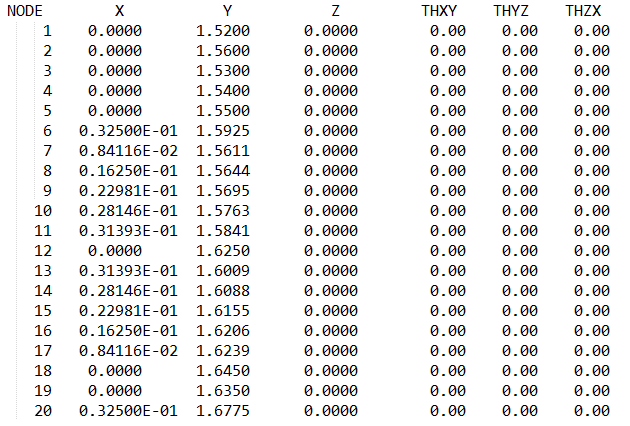 NODE X Y Z THXY THYZ THZX
1 0.0000 1.5200 0.0000 0.00 0.00 0.00
2 0.0000 1.5600 0.0000 0.00 0.00 0.00
3 0.0000 1.5300 0.0000 0.00 0.00 0.00
4 0.0000 1.5400 0.0000 0.00 0.00 0.00
5 0.0000 1.5500 0.0000 0.00 0.00 0.00
6 0.32500E-01 1.5925 0.0000 0.00 0.00 0.00
7 0.84116E-02 1.5611 0.0000 0.00 0.00 0.00
8 0.16250E-01 1.5644 0.0000 0.00 0.00 0.00
9 0.22981E-01 1.5695 0.0000 0.00 0.00 0.00
10 0.28146E-01 1.5763 0.0000 0.00 0.00 0.00
11 0.31393E-01 1.5841 0.0000 0.00 0.00 0.00
12 0.0000 1.6250 0.0000 0.00 0.00 0.00
13 0.31393E-01 1.6009 0.0000 0.00 0.00 0.00
14 0.28146E-01 1.6088 0.0000 0.00 0.00 0.00
15 0.22981E-01 1.6155 0.0000 0.00 0.00 0.00
16 0.16250E-01 1.6206 0.0000 0.00 0.00 0.00
17 0.84116E-02 1.6239 0.0000 0.00 0.00 0.00
18 0.0000 1.6450 0.0000 0.00 0.00 0.00
19 0.0000 1.6350 0.0000 0.00 0.00 0.00
20 0.32500E-01 1.6775 0.0000 0.00 0.00 0.00